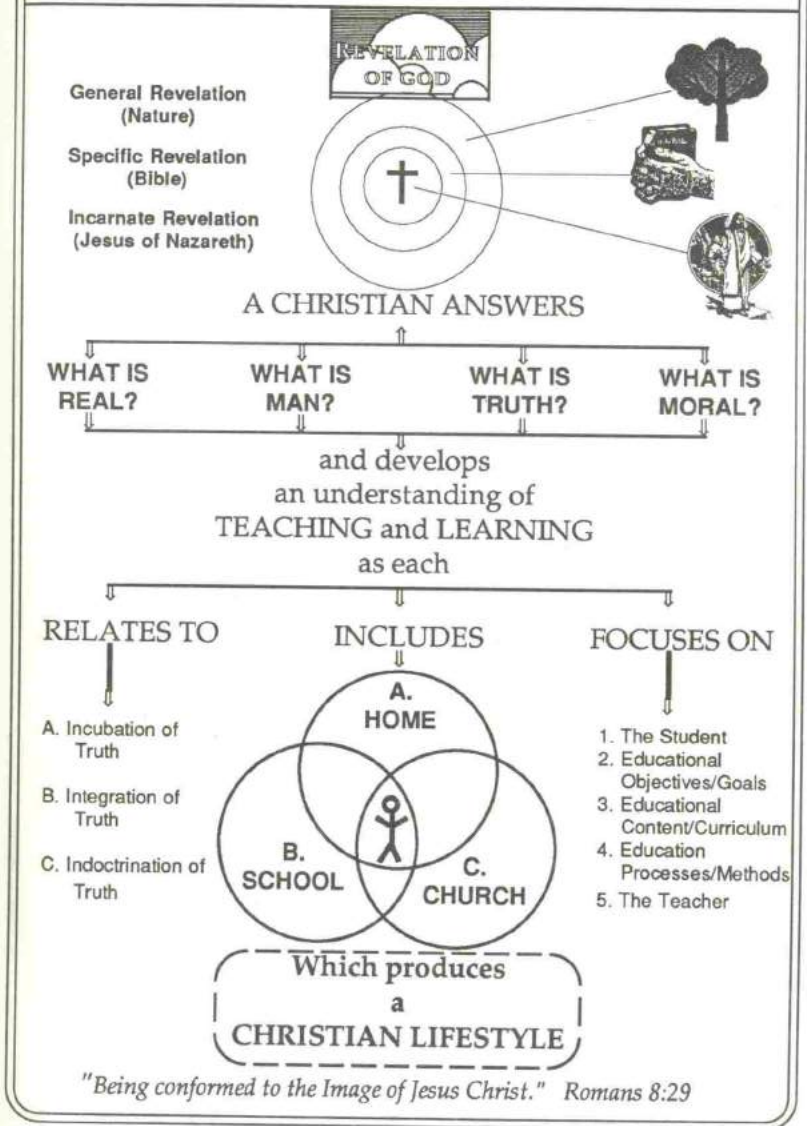 REVELATION
OF GOD
General Revelation
(Nature)
Specific Revelation
(Bible)
Incarnate Revelation
(Jesus of Nazareth)
A CHRISTIAN ANSWERS
WHAT IS
REAL?
WHAT IS
MAN?
WHAT IS
TRUTH?
WHAT IS
MORAL?
and develops
an understanding of
TEACHING and LEARNING
as each
RELATES TO
A. Incubation of
Truth
B. Integration of
Truth
C. Indoctrination of
Truth
INCLUDES
A.
HOME
B.
SCHOOL
C.
CHURCH
FOCUSES ON
1. The Student
2. Educational
Objectives/Goals
3. Educational
Content/Curriculum
4. Education
Processes/Methods
5. The Teacher
Which produces
a
CHRISTIAN LIFESTYLE
"Being conformed to the Image of Jesus Christ." Romans 8:29